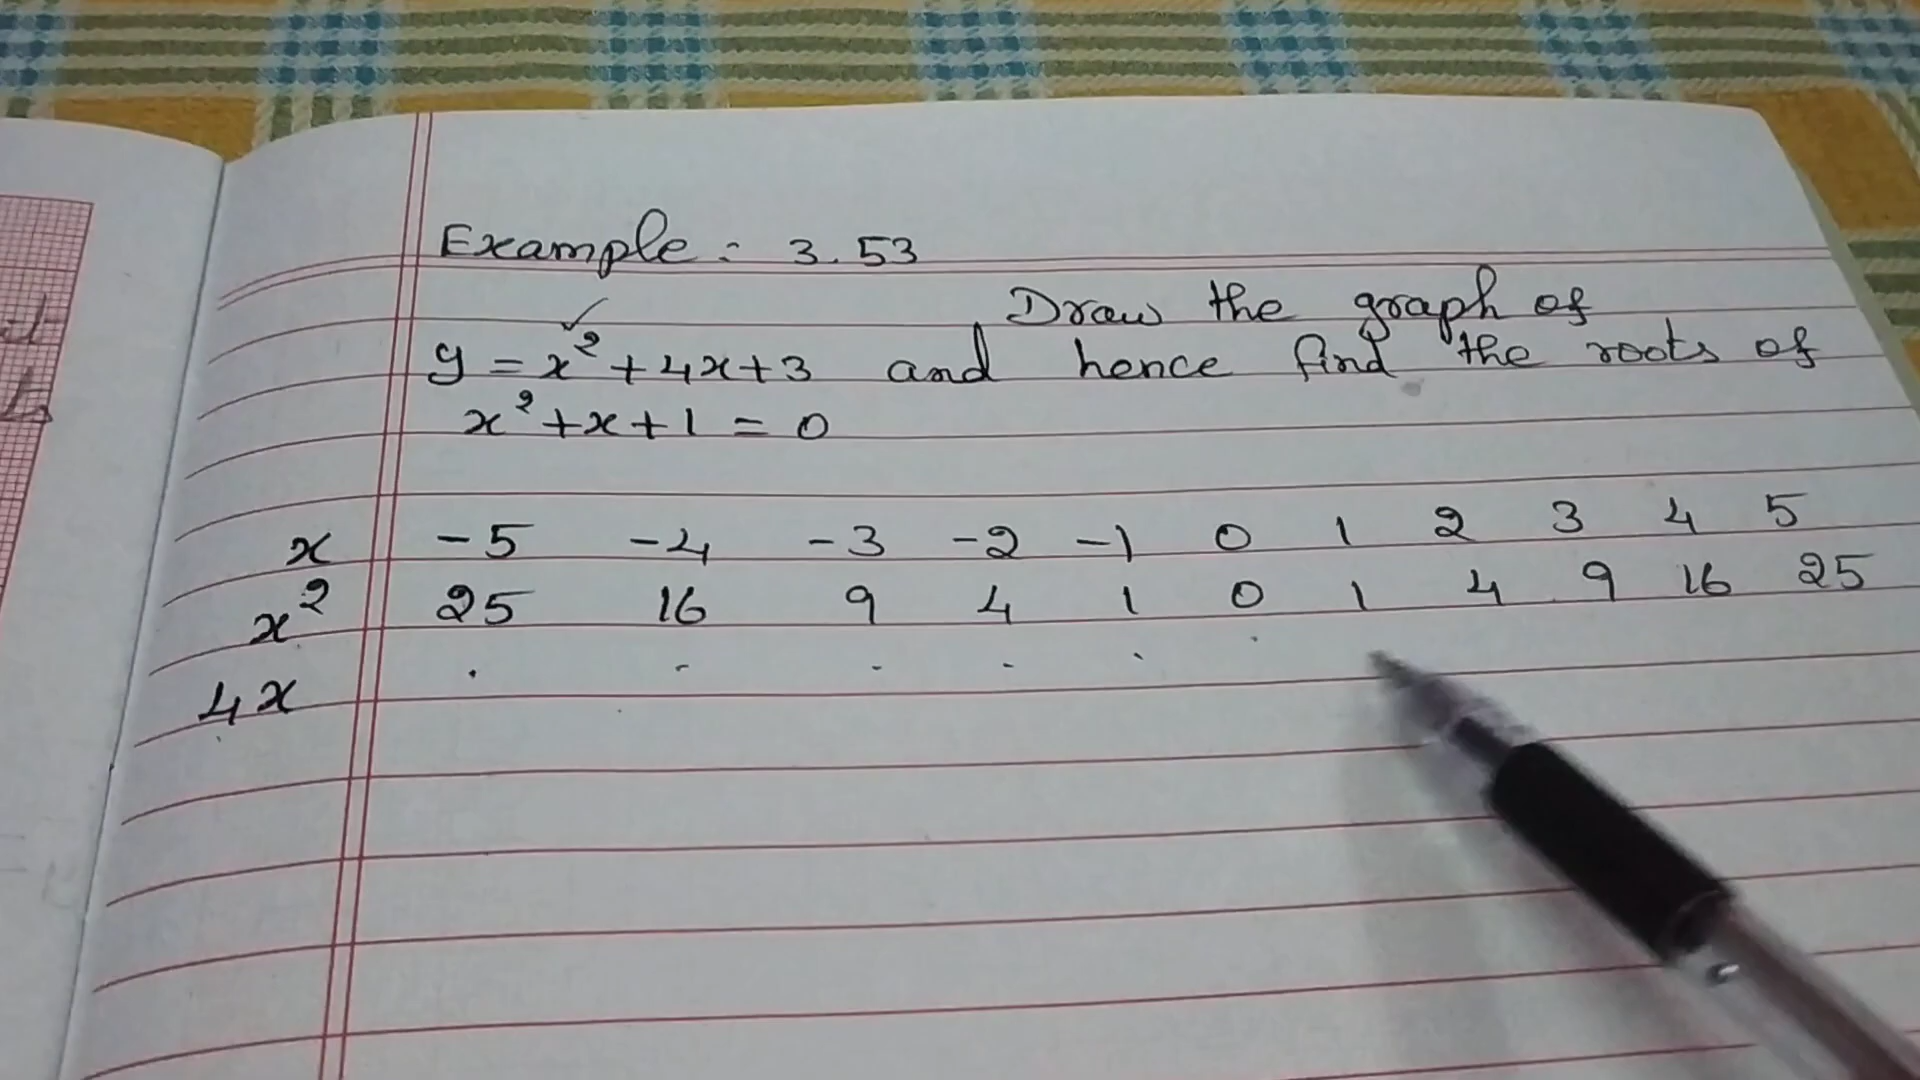 Example : 3.53
Draw the graph of
y = x² + 4x + 3 and hence find the roots of
x² + x + 1 = 0
x -5 -4 -3 -2 -1 0 1 2 3 4 5
x² 25 16 9 4 1 0 1 4 9 16 25
4x